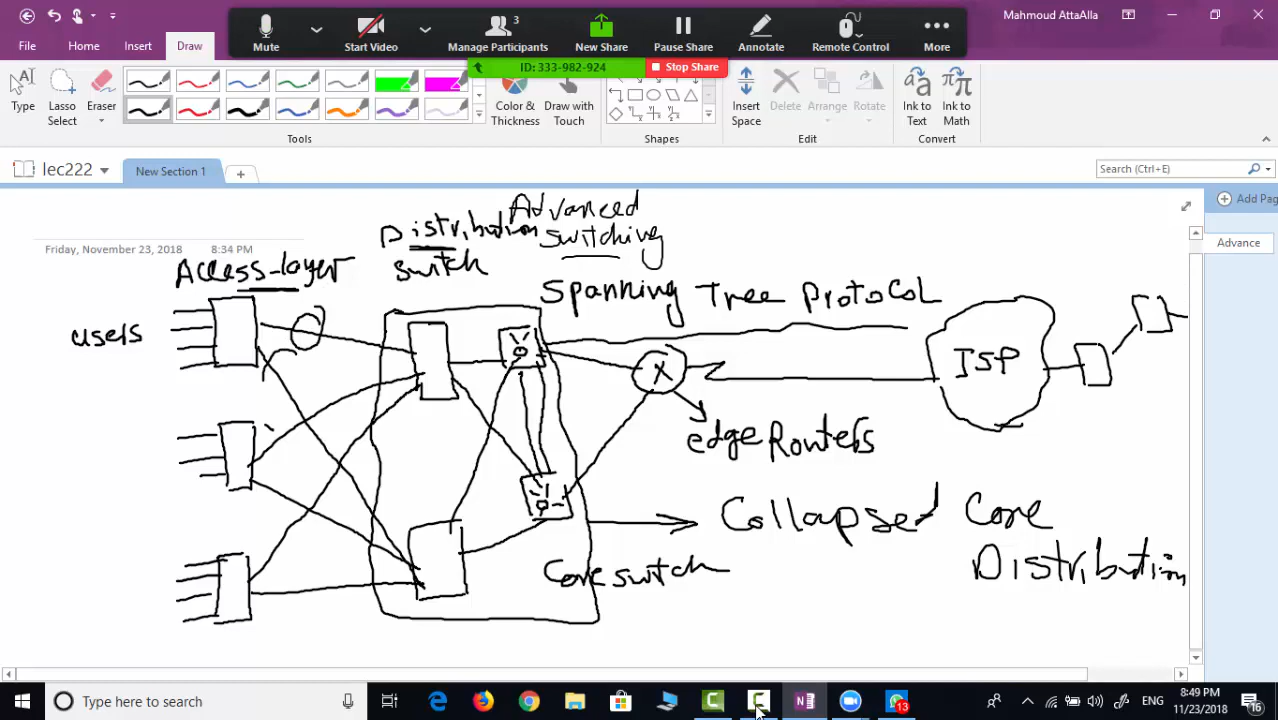 Mahmoud AttaAlla
File
Home
Insert
Draw
Mute
Start Video
3
Manage Participants
New Share
Pause Share
Annotate
Remote Control
More
ID: 333-982-924
Stop Share
Type
Lasso Select
Eraser
Color & Thickness
Draw with Touch
Insert Space
Delete
Arrange
Rotate
Ink to Text
Ink to Math
Tools
Shapes
Edit
Convert
lec222
New Section 1
Search (Ctrl+E)
Add Pag
Advance
Friday, November 23, 2018
8:34 PM
Advanced
switching
Distribution
switch
Access-layer
Spanning Tree Protocol
users
ISP
X
edge Routers
Collapsed Core
Distribution
Core switch
Type here to search
13
ENG
8:49 PM
11/23/2018
16